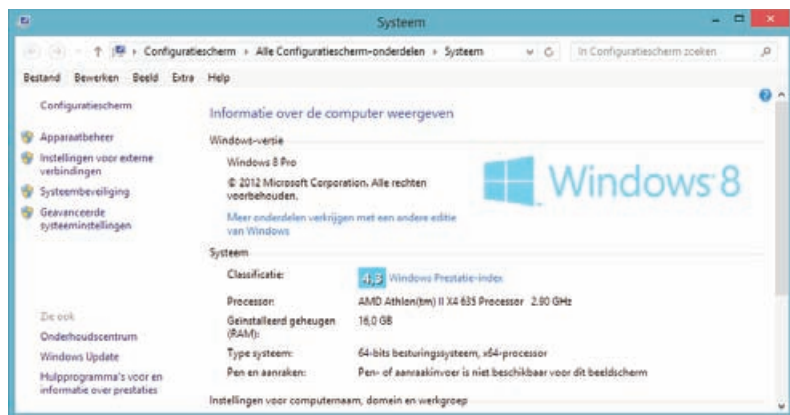 Systeem
Configuratiescherm Alle Configuratiescherm-onderdelen Systeem
In Configuratiescherm zoeken
Bestand Bewerken Beeld Extra Help
Configuratiescherm
Apparaatbeheer
Instellingen voor externe
verbindingen
Systeembeveiliging
Geavanceerde
systeeminstellingen
Zie ook
Onderhoudscentrum
Windows Update
Hulpprogramma's voor en
informatie over prestaties
Informatie over de computer weergeven
Windows-versie
Windows 8 Pro
© 2012 Microsoft Corporation. Alle rechten
voorbehouden.
Meer onderdelen verkrijgen met een andere editie
van Windows
Windows 8
Systeem
Classificatie: 4,3 Windows Prestatie-index
Processor: AMD Athlon(tm) II X4 635 Processor 2.90 GHz
Geïnstalleerd geheugen
(RAM): 16,0 GB
Type systeem: 64-bits besturingssysteem, x64-processor
Pen en aanraken: Pen- of aanraakinvoer is niet beschikbaar voor dit beeldscherm
Instellingen voor computernaam, domein en werkgroep